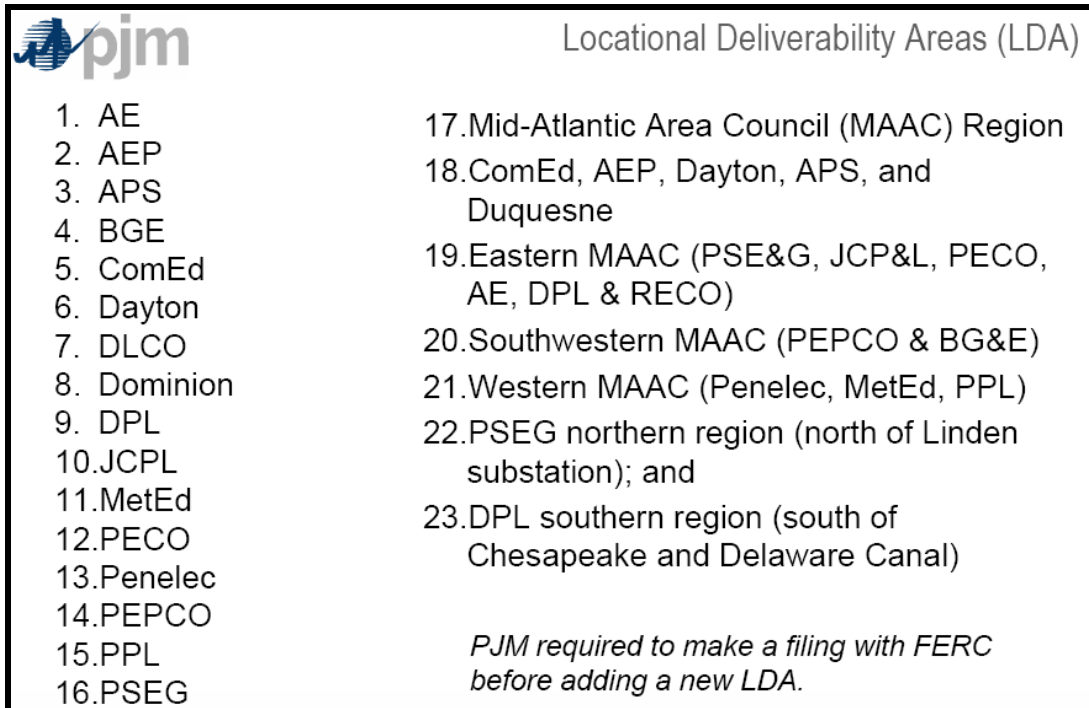 pjm
Locational Deliverability Areas (LDA)
1. AE
2. AEP
3. APS
4. BGE
5. ComEd
6. Dayton
7. DLCO
8. Dominion
9. DPL
10.JCPL
11.MetEd
12.PECO
13.Penelec
14.PEPCO
15.PPL
16.PSEG
17.Mid-Atlantic Area Council (MAAC) Region
18.ComEd, AEP, Dayton, APS, and
Duquesne
19.Eastern MAAC (PSE&G, JCP&L, PECO,
AE, DPL & RECO)
20.Southwestern MAAC (PEPCO & BG&E)
21.Western MAAC (Penelec, MetEd, PPL)
22.PSEG northern region (north of Linden
substation); and
23.DPL southern region (south of
Chesapeake and Delaware Canal)
PJM required to make a filing with FERC
before adding a new LDA.